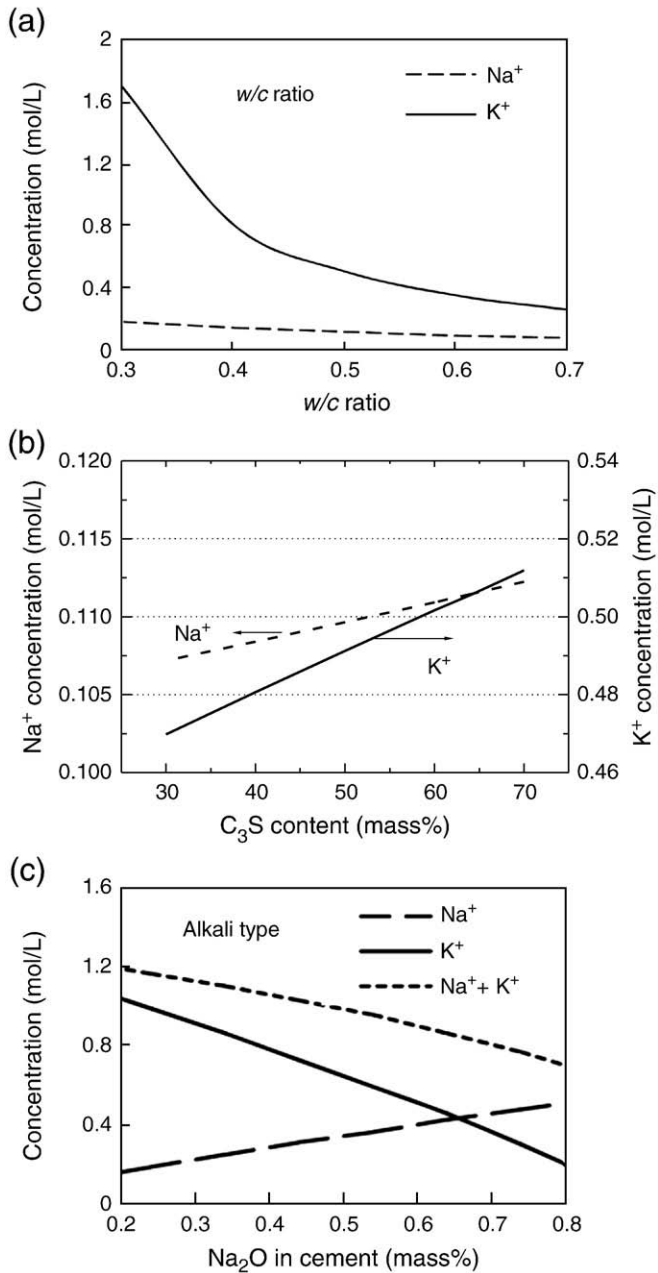 (a)
2
1.6
1.2
0.8
0.4
0
Concentration (mol/L)
w/c ratio
Na⁺
K⁺
0.3 0.4 0.5 0.6 0.7
w/c ratio
(b)
0.120
0.115
0.110
0.105
0.100
Na⁺ concentration (mol/L)
0.54
0.52
0.50
0.48
0.46
K⁺ concentration (mol/L)
Na⁺
K⁺
30 40 50 60 70
C₃S content (mass%)
(c)
1.6
1.2
0.8
0.4
0
Concentration (mol/L)
Alkali type
Na⁺
K⁺
Na⁺+ K⁺
0.2 0.3 0.4 0.5 0.6 0.7 0.8
Na₂O in cement (mass%)